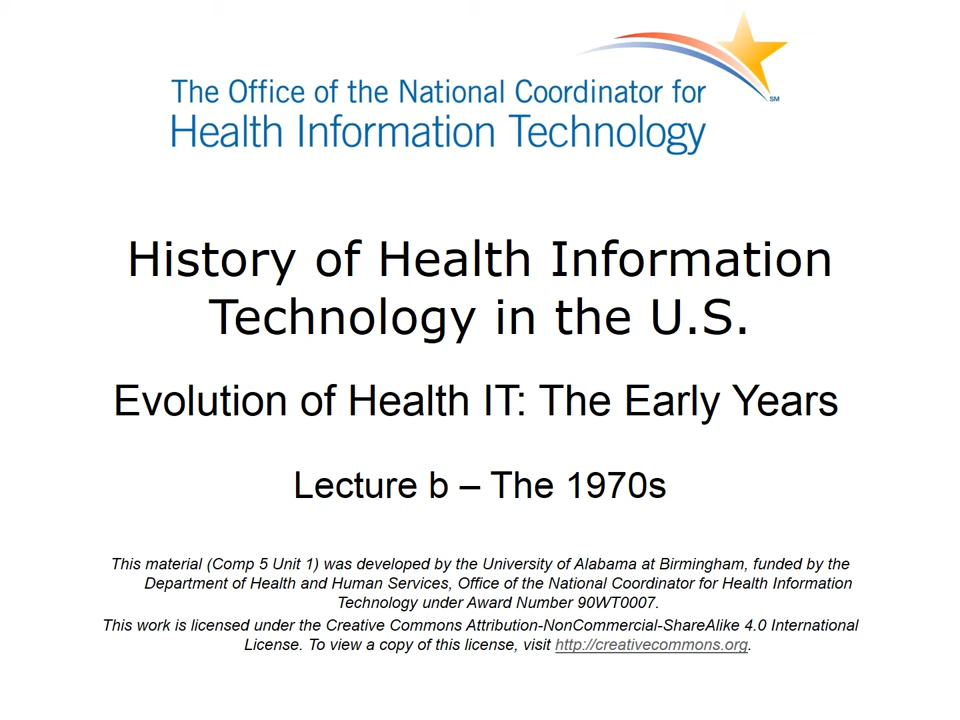 The Office of the National Coordinator for
Health Information Technology
SM
History of Health Information
Technology in the U.S.
Evolution of Health IT: The Early Years
Lecture b – The 1970s
This material (Comp 5 Unit 1) was developed by the University of Alabama at Birmingham, funded by the
Department of Health and Human Services, Office of the National Coordinator for Health Information
Technology under Award Number 90WT0007.
This work is licensed under the Creative Commons Attribution-NonCommercial-ShareAlike 4.0 International
License. To view a copy of this license, visit http://creativecommons.org.